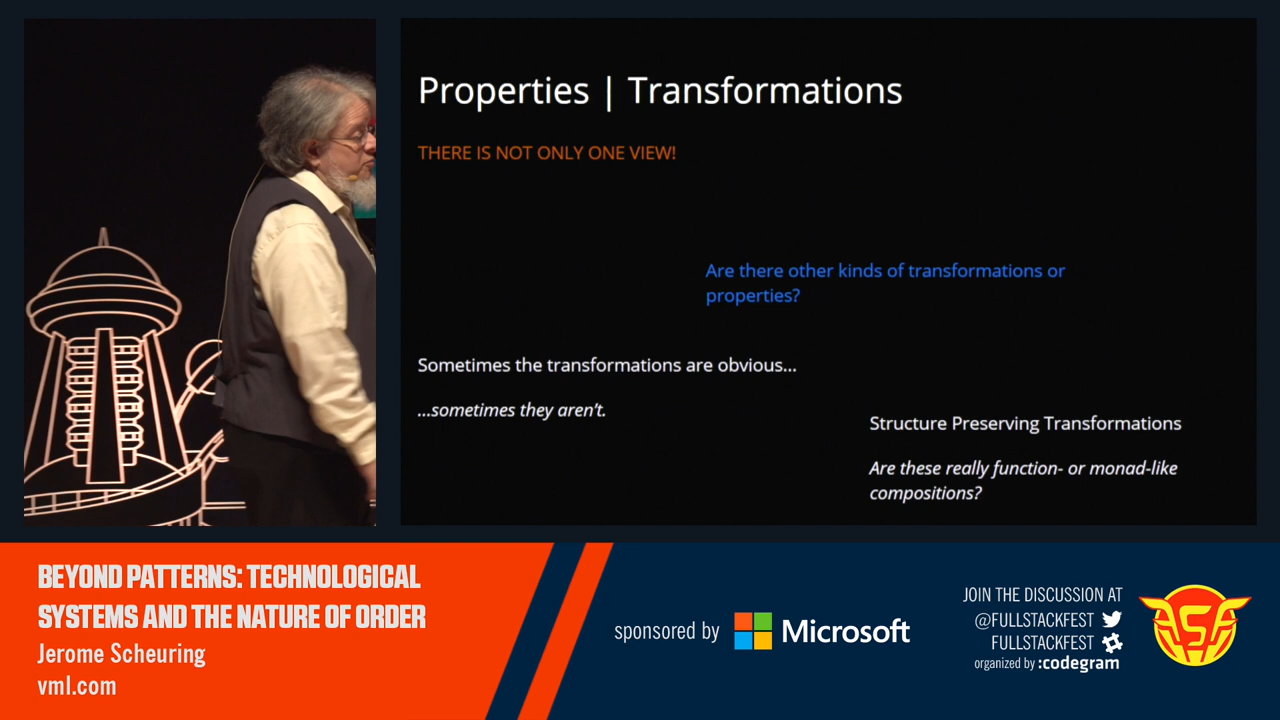 Properties | Transformations
THERE IS NOT ONLY ONE VIEW!
Are there other kinds of transformations or
properties?
Sometimes the transformations are obvious...
...sometimes they aren't.
Structure Preserving Transformations
Are these really function- or monad-like
compositions?
BEYOND PATTERNS: TECHNOLOGICAL
SYSTEMS AND THE NATURE OF ORDER
Jerome Scheuring
vml.com
sponsored by Microsoft
JOIN THE DISCUSSION AT
@FULLSTACKFEST
FULLSTACKFEST
organized by :codegram
FSF